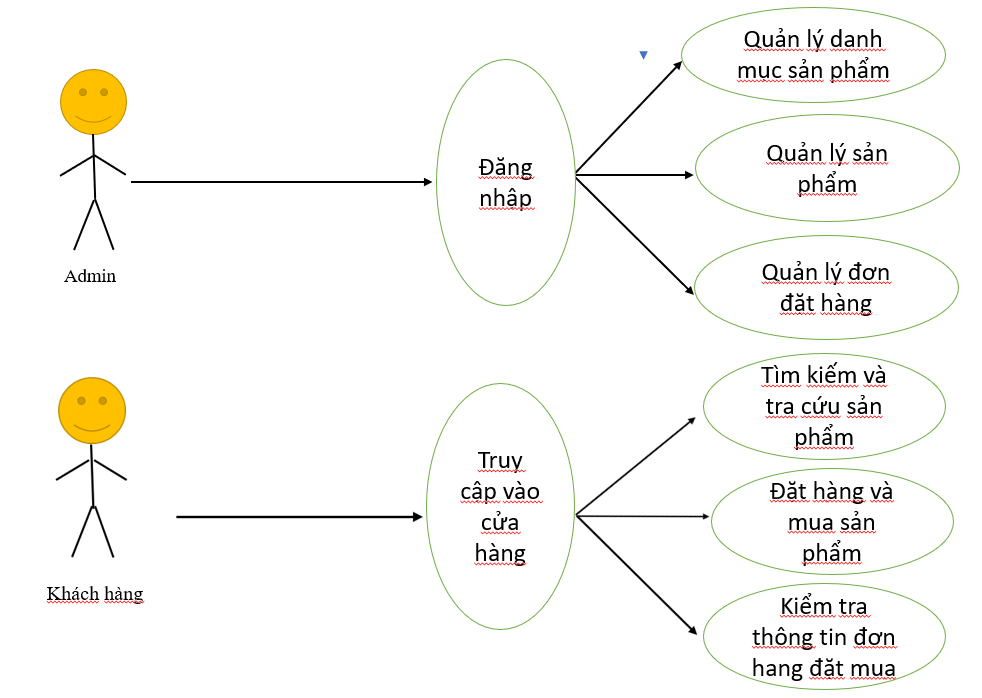 Quản lý danh
mục sản phẩm
Đăng
nhập
Quản lý sản
phẩm
Admin
Quản lý đơn
đặt hàng
Tìm kiếm và
tra cứu sản
phẩm
Truy
cập vào
cửa
hàng
Đặt hàng và
mua sản
phẩm
Khách hàng
Kiểm tra
thông tin đơn
hang đặt mua